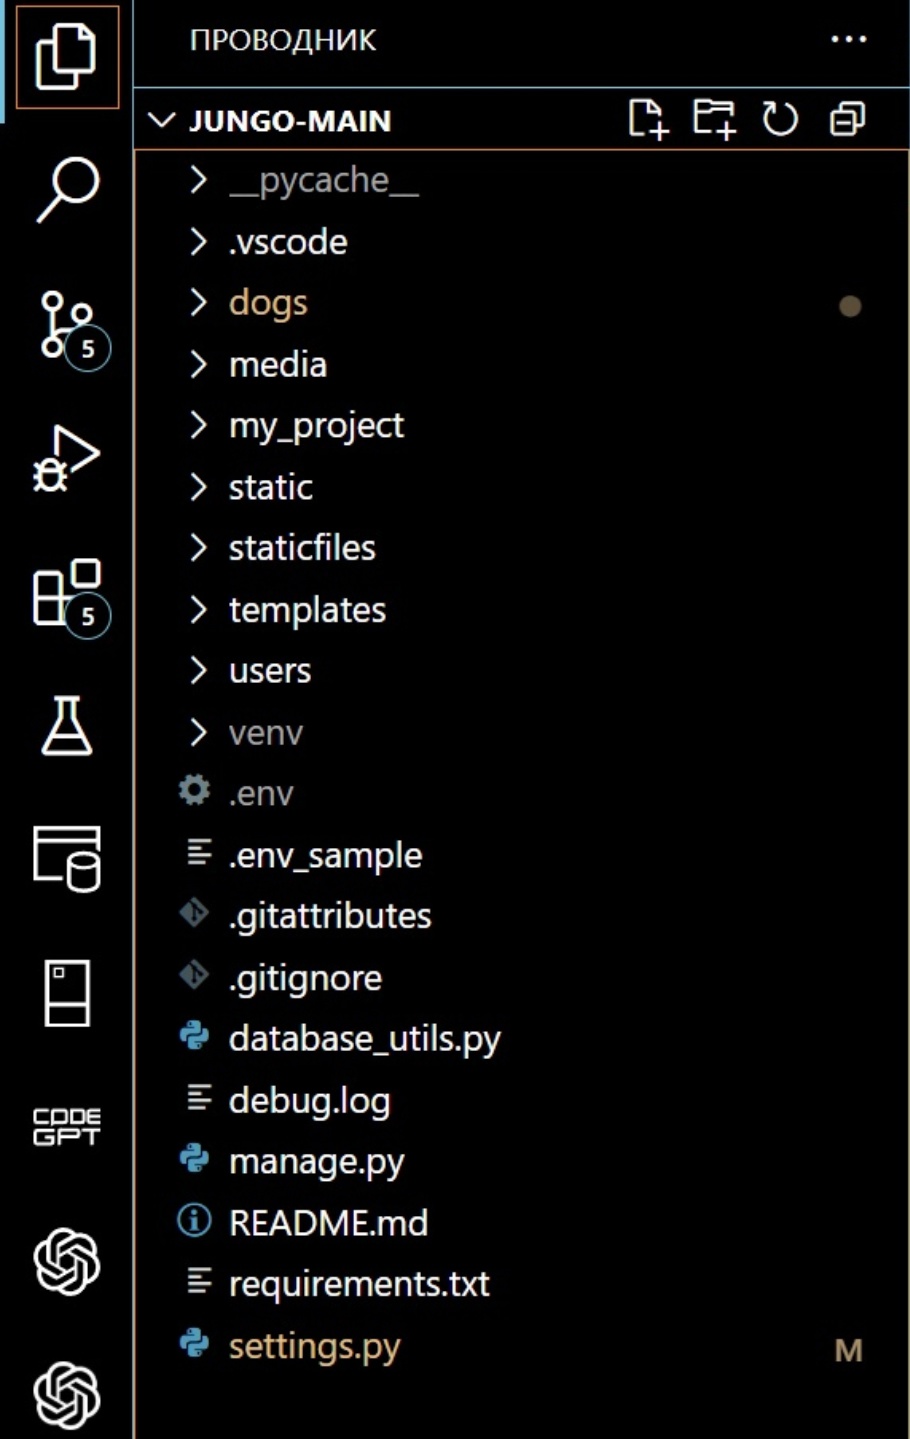 ПРОВОДНИК
JUNGO-MAIN
__pycache__
.vscode
dogs
5
media
my_project
static
staticfiles
5
templates
users
venv
.env
.env_sample
.gitattributes
.gitignore
database_utils.py
debug.log
CODE
GPT
manage.py
README.md
requirements.txt
settings.py M